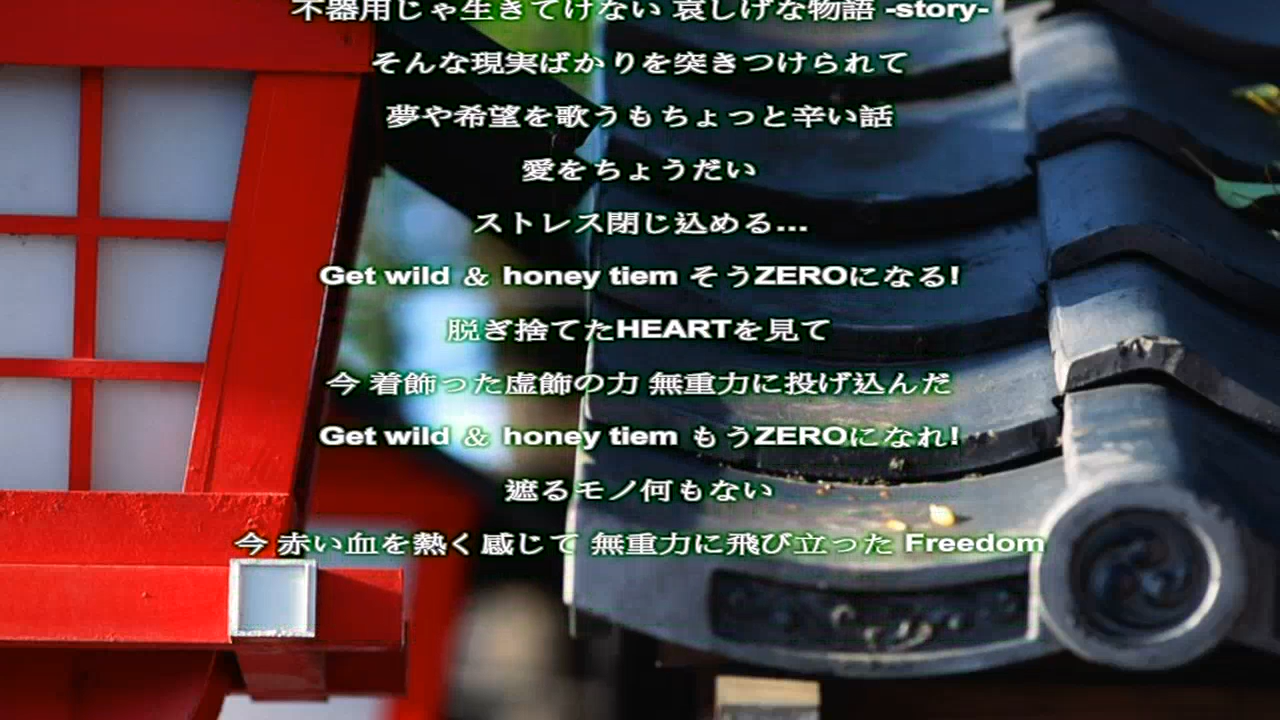 不器用じゃ生きてけない 哀しげな物語 -story-
そんな現実ばかりを突きつけられて
夢や希望を歌うもちょっと辛い話
愛をちょうだい
ストレス閉じ込める…
Get wild ＆ honey tiem そうZEROになる!
脱ぎ捨てたHEARTを見て
今 着飾った虚飾の力 無重力に投げ込んだ
Get wild ＆ honey tiem もうZEROになれ!
遮るモノ何もない
今 赤い血を熱く感じて 無重力に飛び立った Freedom